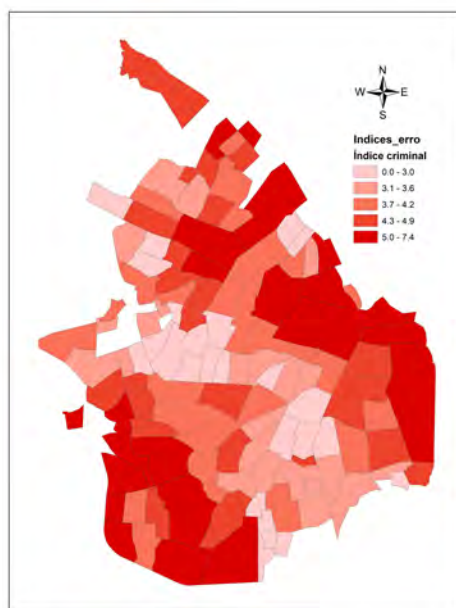 N
W E
S
Indices_erro
Índice criminal
0.0 - 3.0
3.1 - 3.6
3.7 - 4.2
4.3 - 4.9
5.0 - 7.4